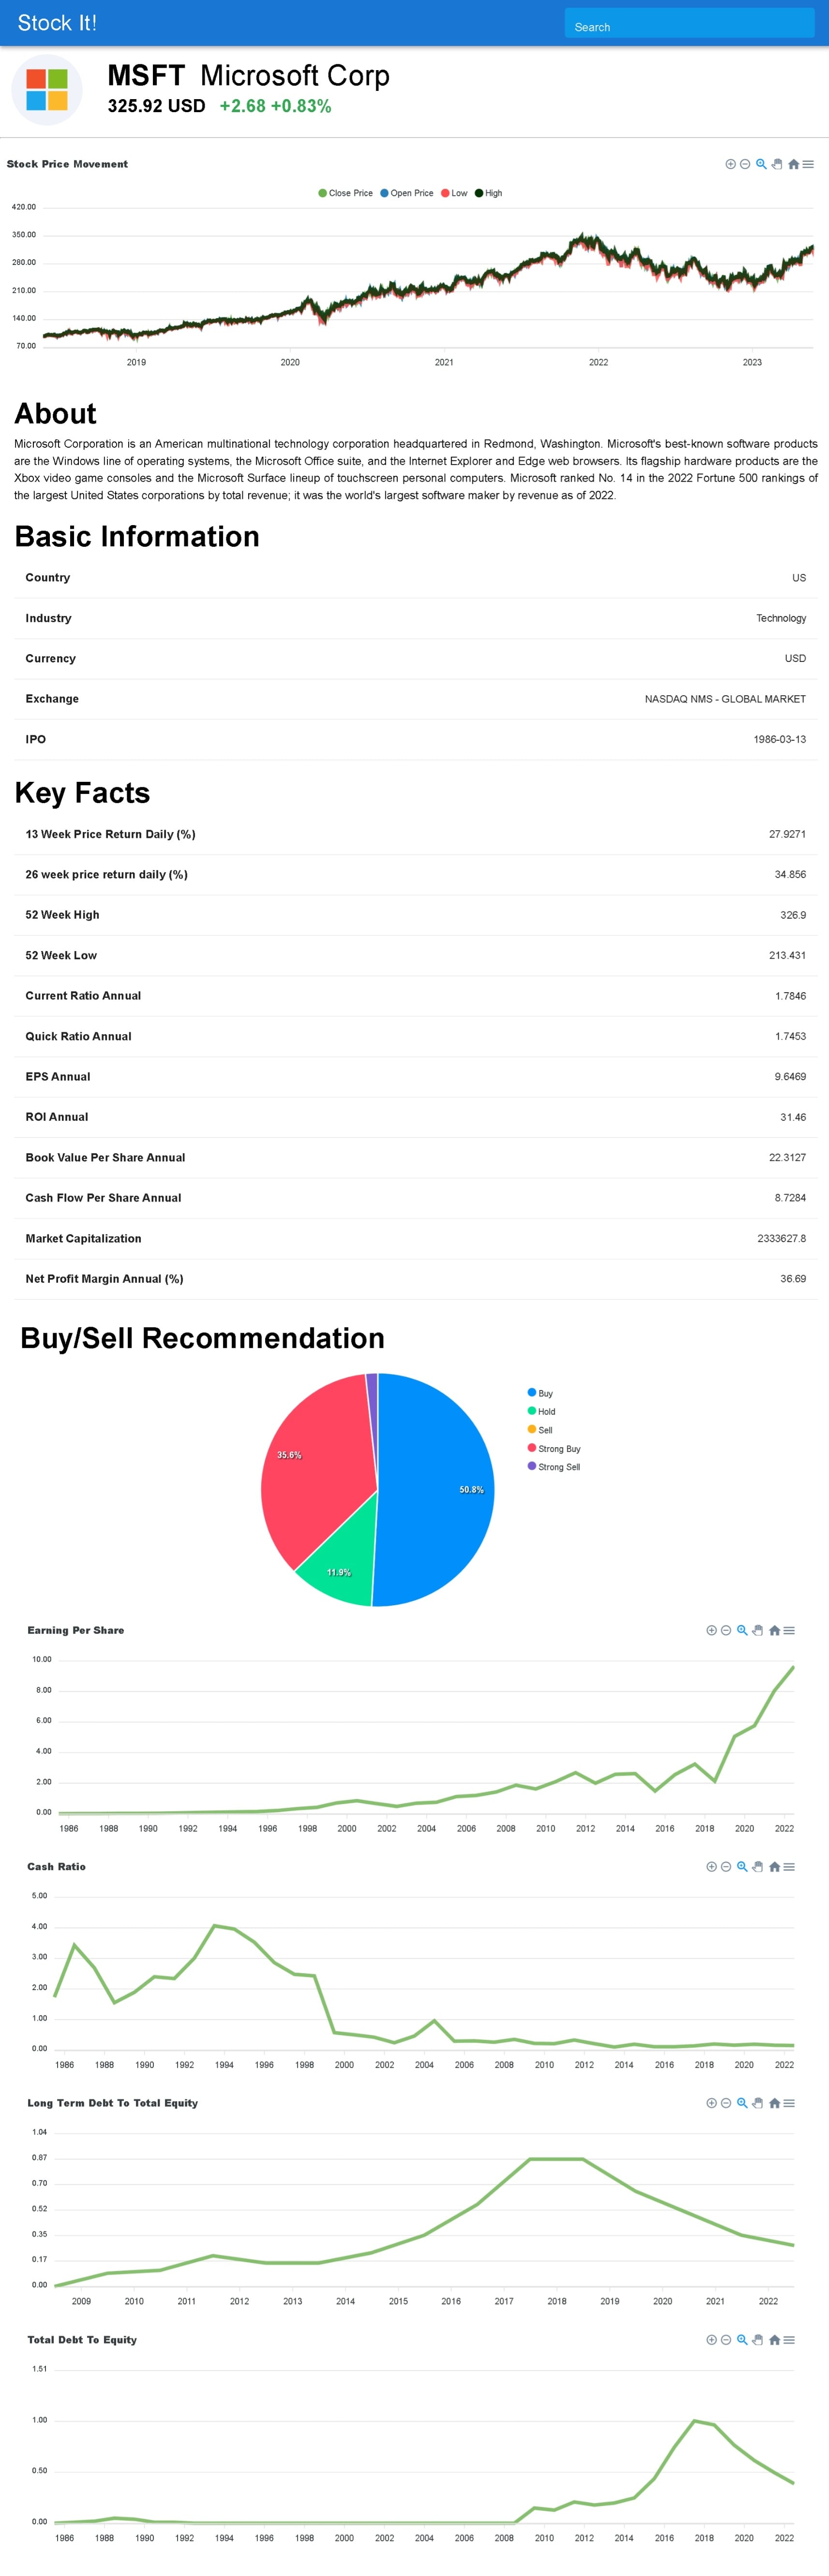 Stock It!
Search
MSFT Microsoft Corp
325.92 USD +2.68 +0.83%
Stock Price Movement
Close Price Open Price Low High
420.00
350.00
280.00
210.00
140.00
70.00
2019 2020 2021 2022 2023
About
Microsoft Corporation is an American multinational technology corporation headquartered in Redmond, Washington. Microsoft's best-known software products
are the Windows line of operating systems, the Microsoft Office suite, and the Internet Explorer and Edge web browsers. Its flagship hardware products are the
Xbox video game consoles and the Microsoft Surface lineup of touchscreen personal computers. Microsoft ranked No. 14 in the 2022 Fortune 500 rankings of
the largest United States corporations by total revenue; it was the world's largest software maker by revenue as of 2022.
Basic Information
Country US
Industry Technology
Currency USD
Exchange NASDAQ NMS - GLOBAL MARKET
IPO 1986-03-13
Key Facts
13 Week Price Return Daily (%) 27.9271
26 week price return daily (%) 34.856
52 Week High 326.9
52 Week Low 213.431
Current Ratio Annual 1.7846
Quick Ratio Annual 1.7453
EPS Annual 9.6469
ROI Annual 31.46
Book Value Per Share Annual 22.3127
Cash Flow Per Share Annual 8.7284
Market Capitalization 2333627.8
Net Profit Margin Annual (%) 36.69
Buy/Sell Recommendation
Buy
Hold
Sell
Strong Buy
Strong Sell
35.6%
50.8%
11.9%
Earning Per Share
10.00
8.00
6.00
4.00
2.00
0.00
1986 1988 1990 1992 1994 1996 1998 2000 2002 2004 2006 2008 2010 2012 2014 2016 2018 2020 2022
Cash Ratio
5.00
4.00
3.00
2.00
1.00
0.00
1986 1988 1990 1992 1994 1996 1998 2000 2002 2004 2006 2008 2010 2012 2014 2016 2018 2020 2022
Long Term Debt To Total Equity
1.04
0.87
0.70
0.52
0.35
0.17
0.00
2009 2010 2011 2012 2013 2014 2015 2016 2017 2018 2019 2020 2021 2022
Total Debt To Equity
1.51
1.00
0.50
0.00
1986 1988 1990 1992 1994 1996 1998 2000 2002 2004 2006 2008 2010 2012 2014 2016 2018 2020 2022